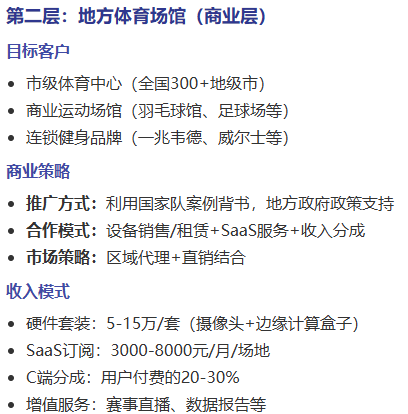 第二层：地方体育场馆（商业层）
目标客户
• 市级体育中心（全国300+地级市）
• 商业运动场馆（羽毛球馆、足球场等）
• 连锁健身品牌（一兆韦德、威尔士等）
商业策略
• 推广方式：利用国家队案例背书，地方政府政策支持
• 合作模式：设备销售/租赁+SaaS服务+收入分成
• 市场策略：区域代理+直销结合
收入模式
• 硬件套装：5-15万/套（摄像头+边缘计算盒子）
• SaaS订阅：3000-8000元/月/场地
• C端分成：用户付费的20-30%
• 增值服务：赛事直播、数据报告等